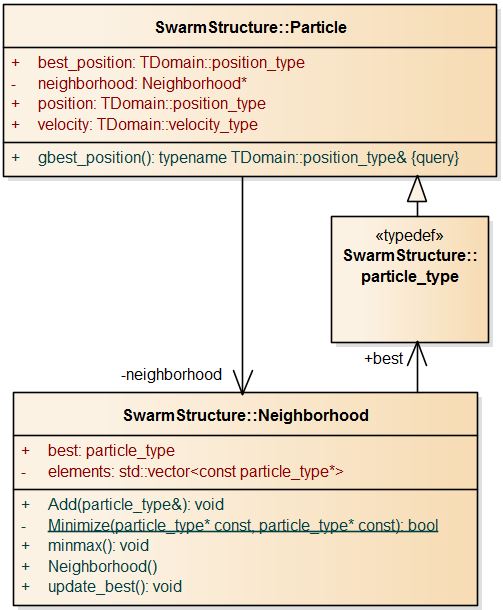 SwarmStructure::Particle
+ best_position: TDomain::position_type
- neighborhood: Neighborhood*
+ position: TDomain::position_type
+ velocity: TDomain::velocity_type
+ gbest_position(): typename TDomain::position_type& {query}
«typedef»
SwarmStructure::
particle_type
+best
-neighborhood
SwarmStructure::Neighborhood
+ best: particle_type
- elements: std::vector<const particle_type*>
+ Add(particle_type&): void
- Minimize(particle_type* const, particle_type* const): bool
+ minmax(): void
+ Neighborhood()
+ update_best(): void